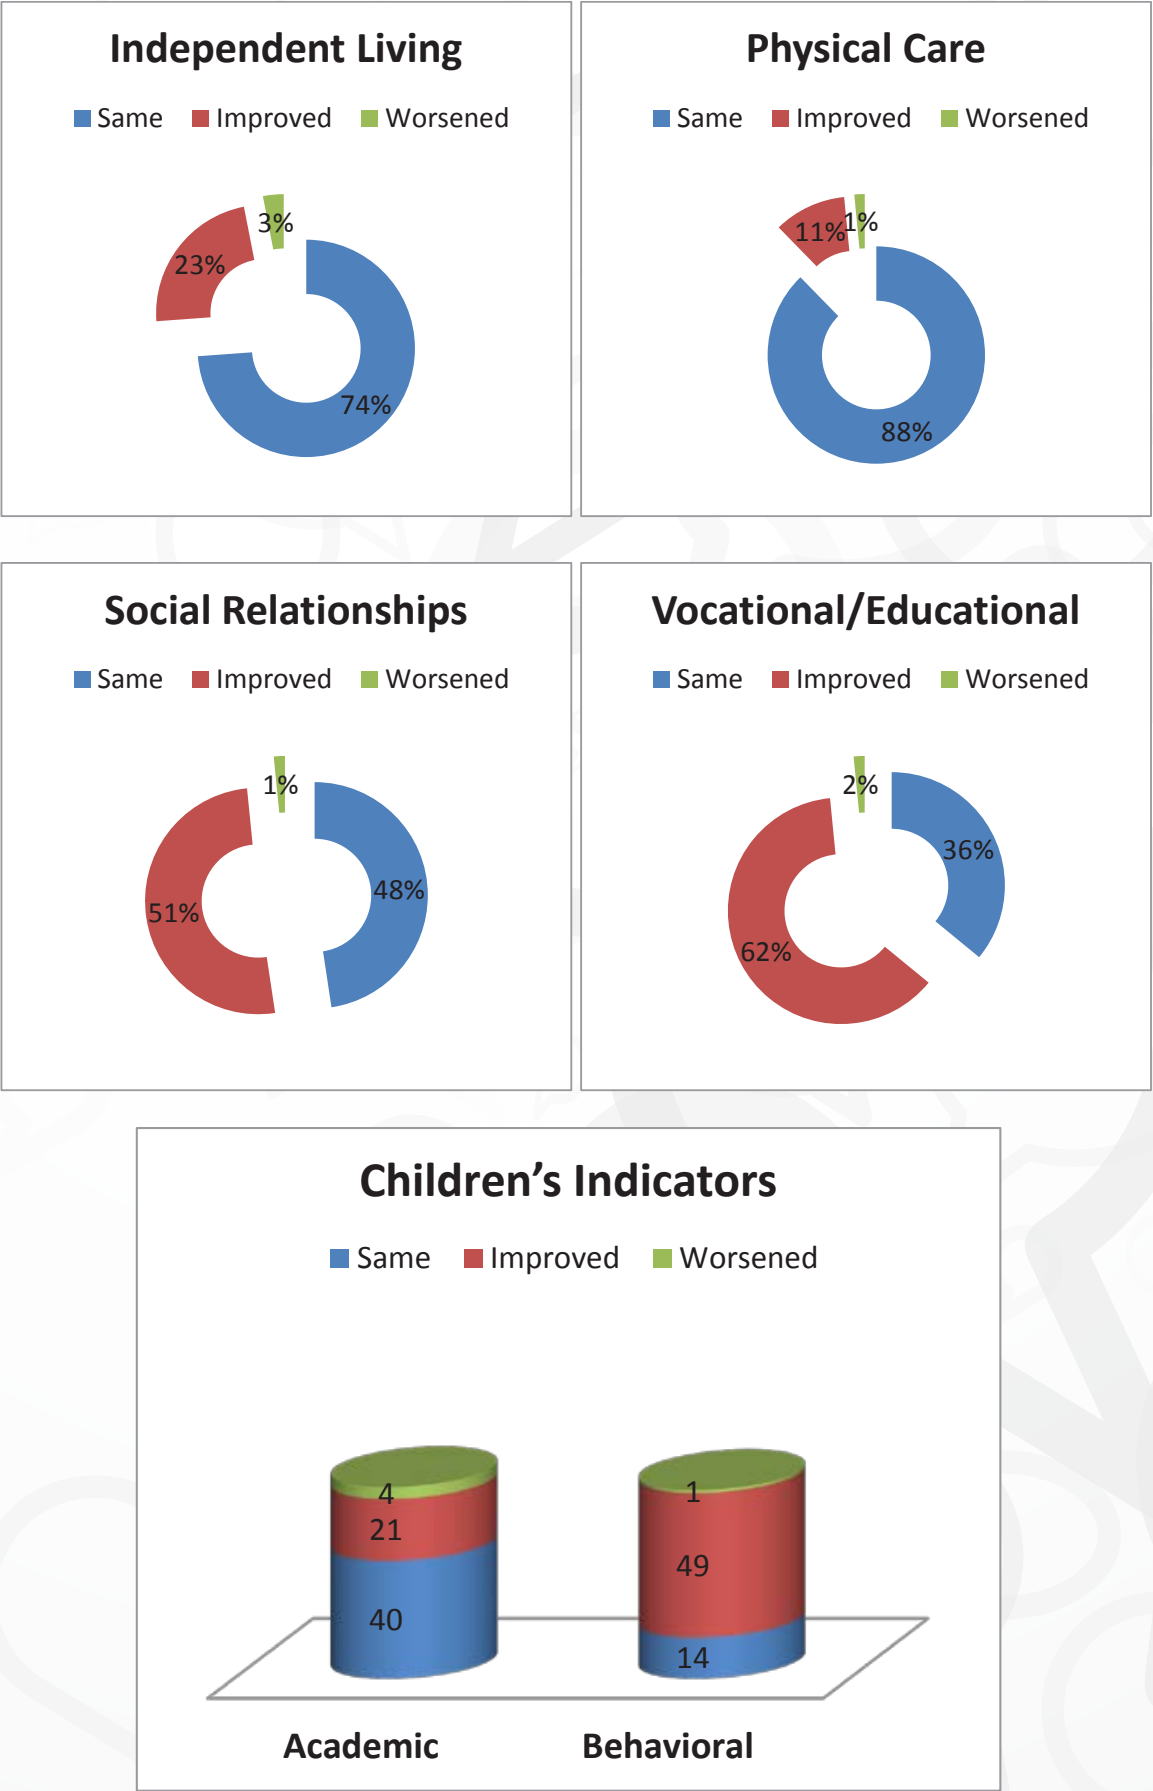 Independent Living
Same Improved Worsened
3%
23%
74%
Physical Care
Same Improved Worsened
11% 1%
88%
Social Relationships
Same Improved Worsened
1%
48%
51%
Vocational/Educational
Same Improved Worsened
2%
36%
62%
Children’s Indicators
Same Improved Worsened
4
21
40
1
49
14
Academic Behavioral